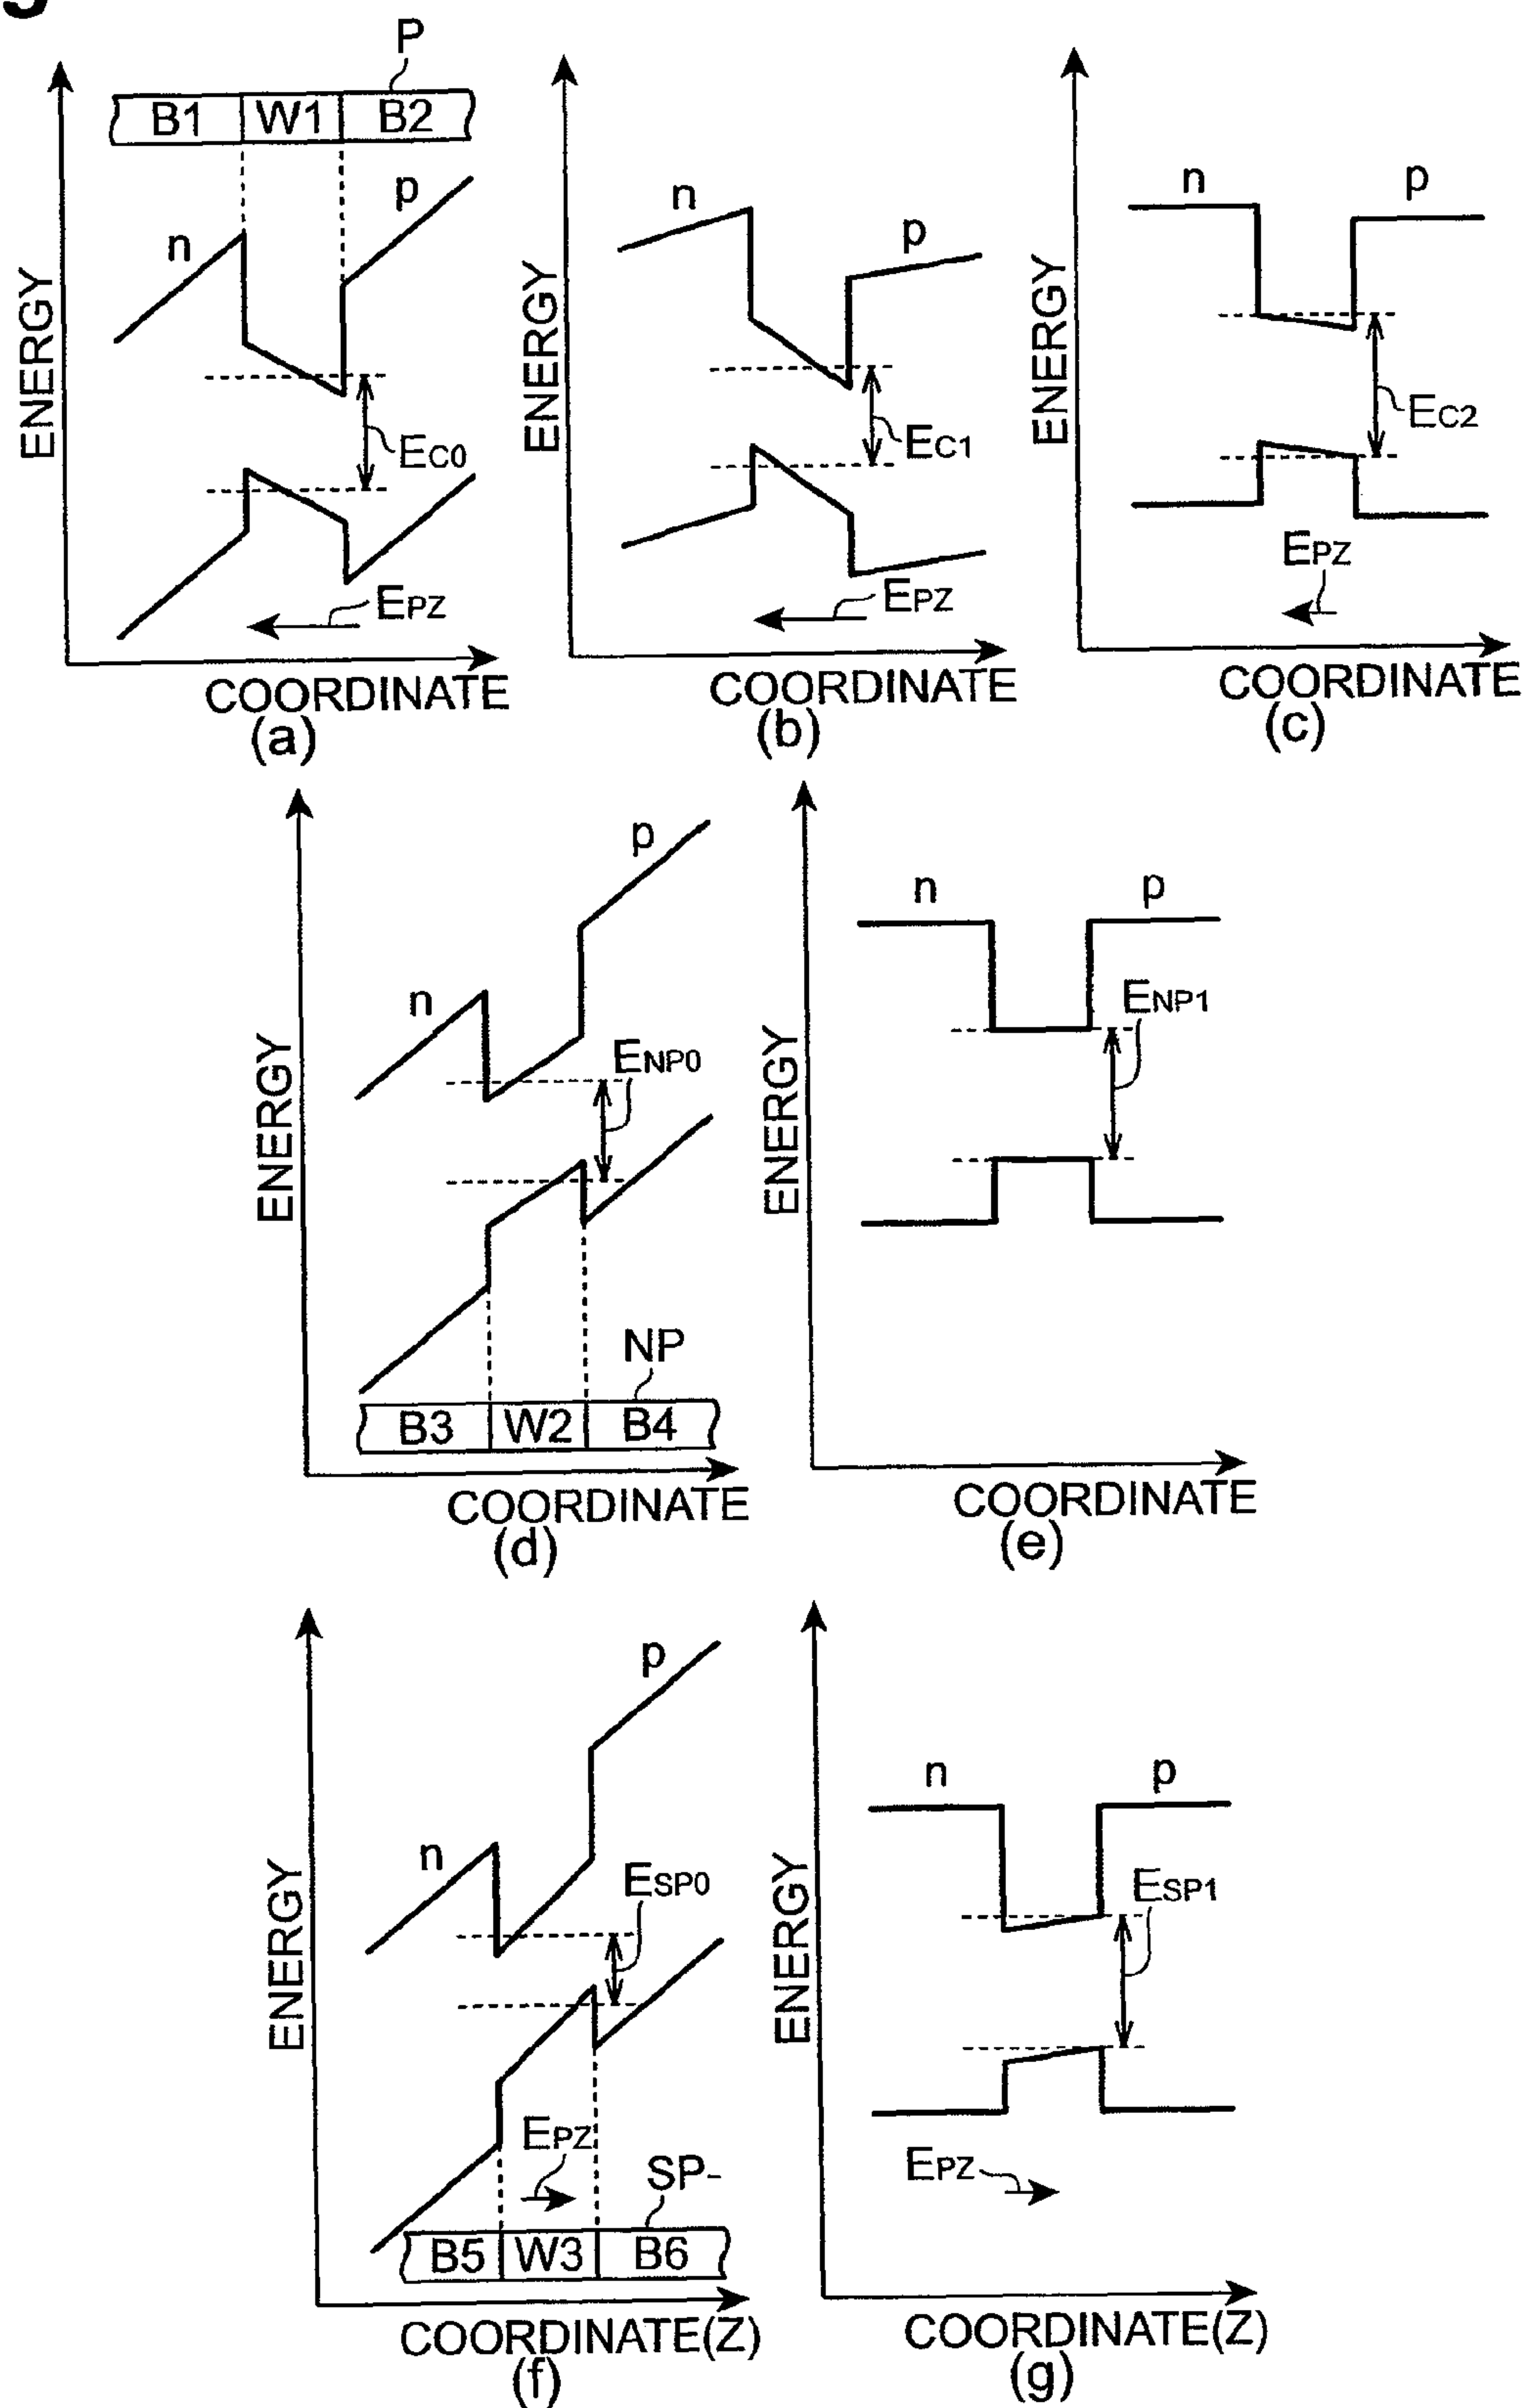 P
B1 W1 B2
n
p
ENERGY
EC0
EPZ
COORDINATE
(a)
n
p
ENERGY
EC1
EPZ
COORDINATE
(b)
n
p
ENERGY
EC2
EPZ
COORDINATE
(c)
p
n
ENP0
ENERGY
NP
B3 W2 B4
COORDINATE
(d)
n
p
ENP1
ENERGY
COORDINATE
(e)
p
n
ESP0
ENERGY
EPZ
SP-
B5 W3 B6
COORDINATE(Z)
(f)
n
p
ESP1
ENERGY
EPZ
COORDINATE(Z)
(g)